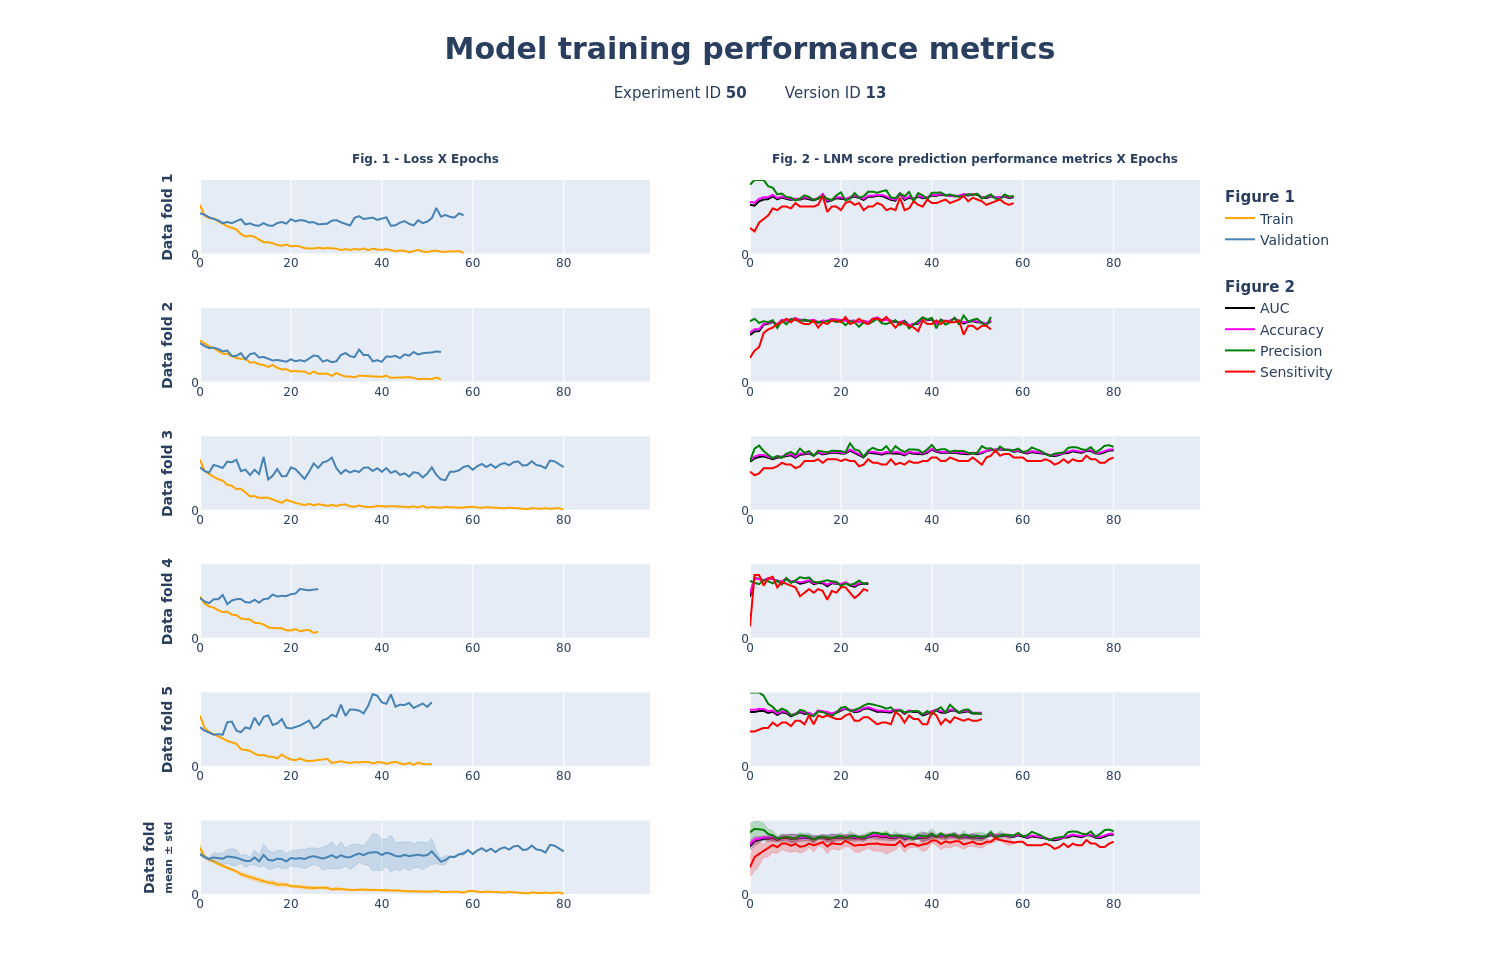 Model training performance metrics
Experiment ID 50 Version ID 13
Fig. 1 - Loss X Epochs
Fig. 2 - LNM score prediction performance metrics X Epochs
Data fold 1
0
0 20 40 60 80
0
0 20 40 60 80
Figure 1
Train
Validation
Figure 2
AUC
Accuracy
Precision
Sensitivity
Data fold 2
0
0 20 40 60 80
0
0 20 40 60 80
Data fold 3
0
0 20 40 60 80
0
0 20 40 60 80
Data fold 4
0
0 20 40 60 80
0
0 20 40 60 80
Data fold 5
0
0 20 40 60 80
0
0 20 40 60 80
Data fold
mean ± std
0
0 20 40 60 80
0
0 20 40 60 80